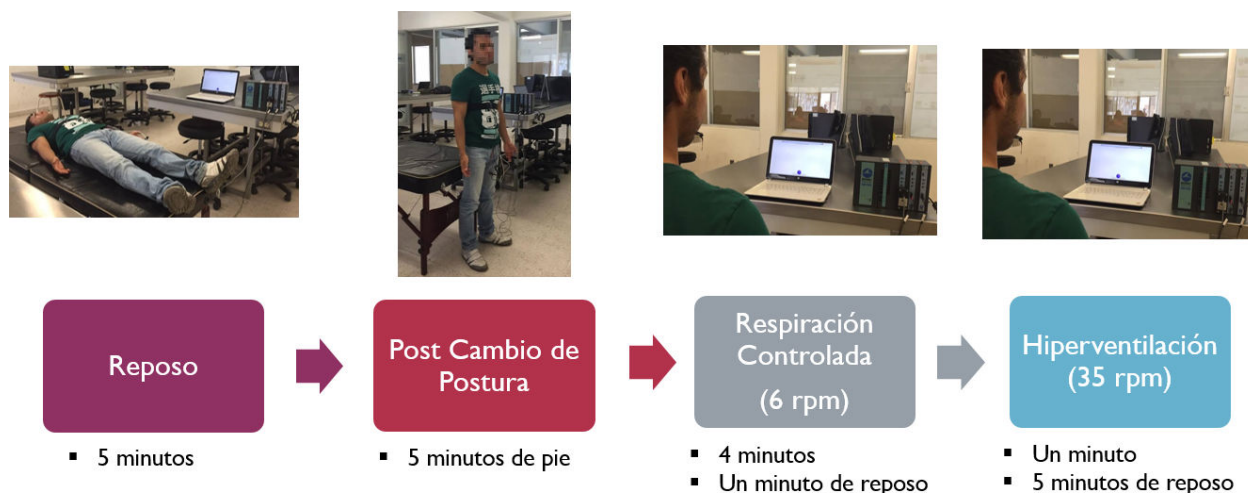 Reposo
▪ 5 minutos
Post Cambio de
Postura
▪ 5 minutos de pie
Respiración
Controlada
(6 rpm)
▪ 4 minutos
▪ Un minuto de reposo
Hiperventilación
(35 rpm)
▪ Un minuto
▪ 5 minutos de reposo